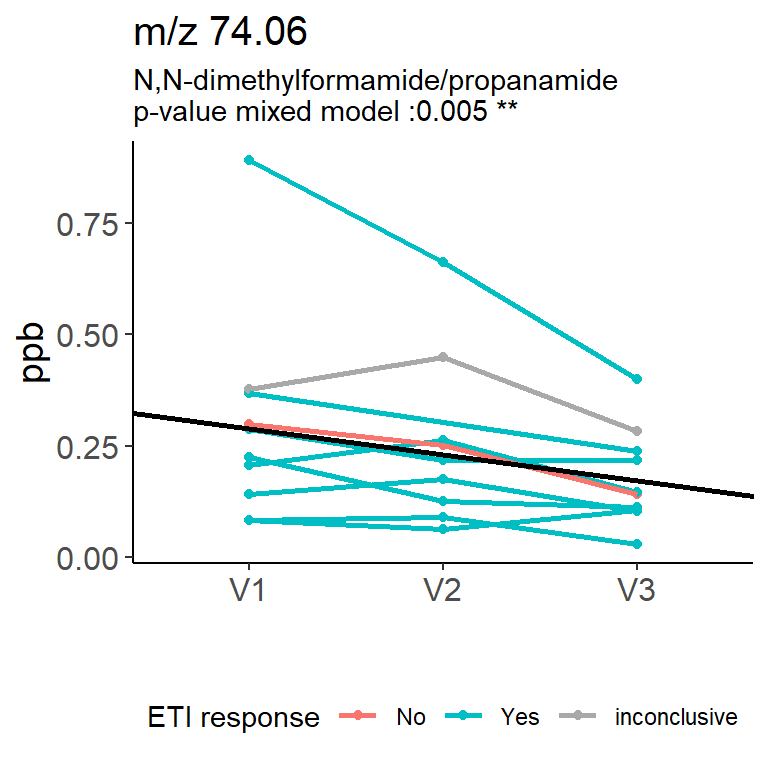 m/z 74.06
N,N-dimethylformamide/propanamide
p-value mixed model :0.005 **
ppb
0.75
0.50
0.25
0.00
V1 V2 V3
ETI response No Yes inconclusive